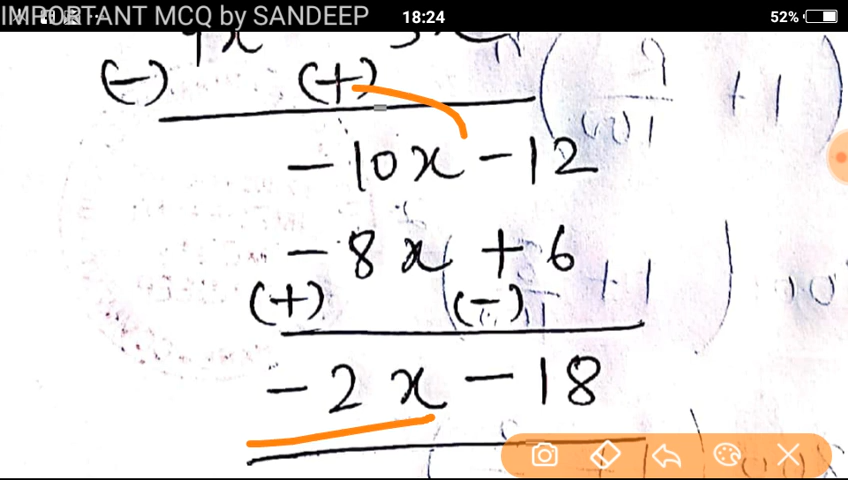 IMPORTANT MCQ by SANDEEP 18:24 52%
(-) (+)
-10x -12
-8x + 6
(+) (-)
-2x - 18